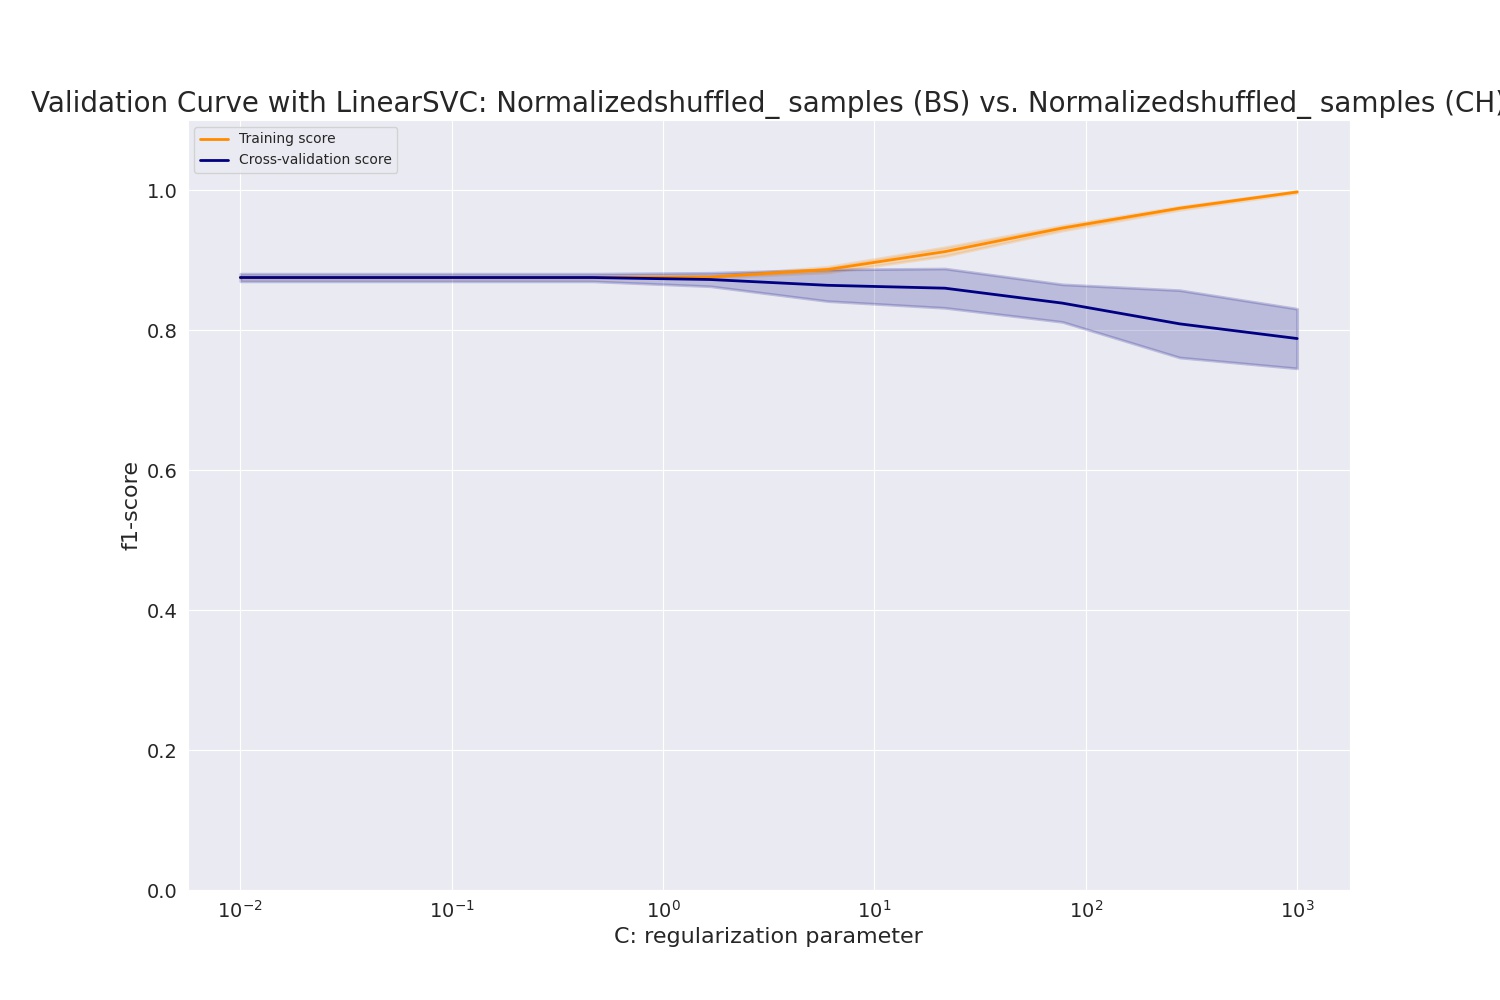 Validation Curve with LinearSVC: Normalizedshuffled_ samples (BS) vs. Normalizedshuffled_ samples (CH)
Training score
Cross-validation score
1.0
0.8
0.6
0.4
0.2
0.0
f1-score
10⁻² 10⁻¹ 10⁰ 10¹ 10² 10³
C: regularization parameter